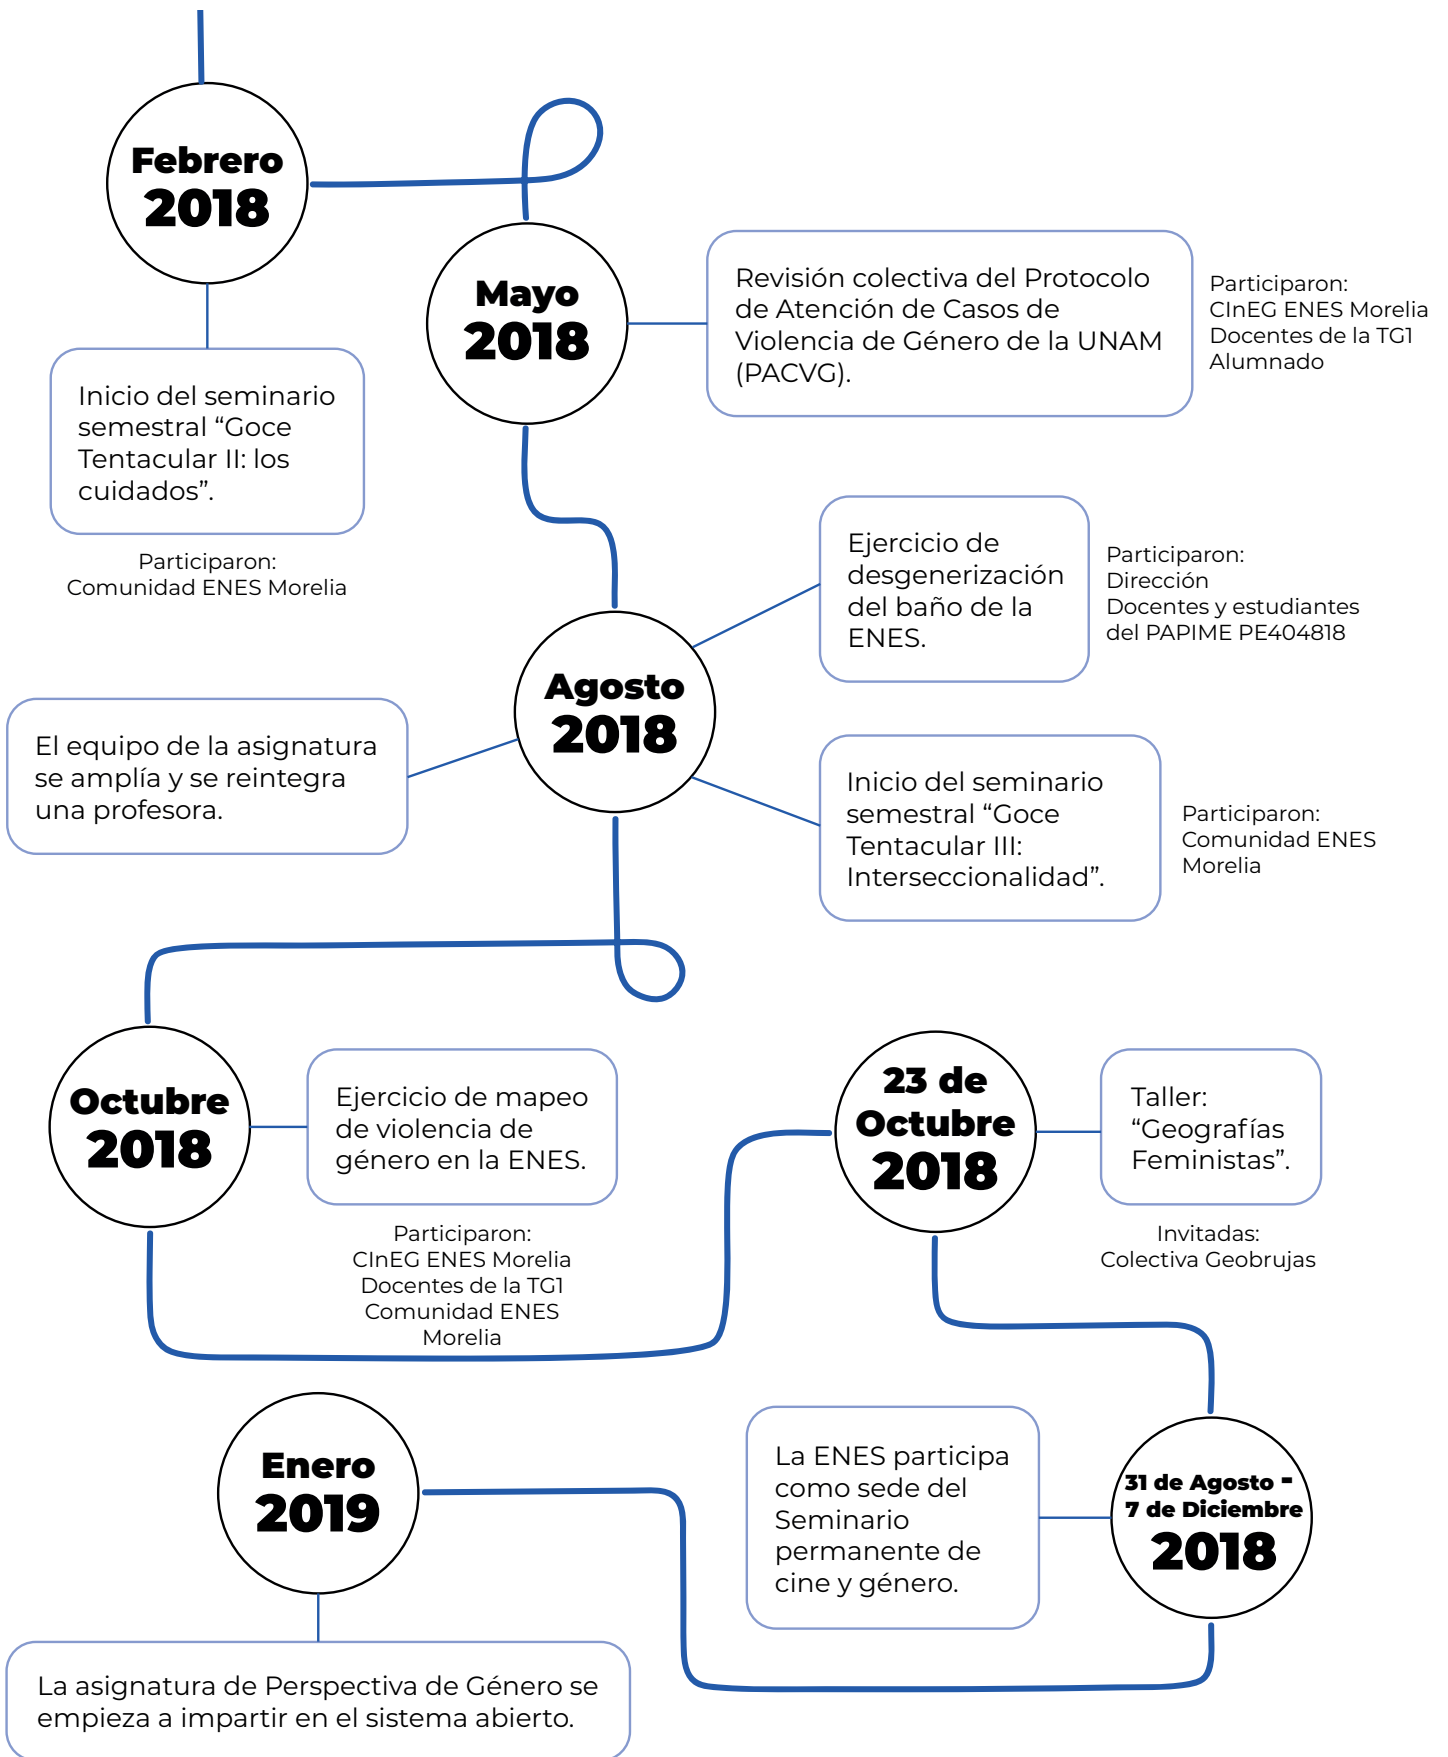 Febrero
2018
Inicio del seminario
semestral “Goce
Tentacular II: los
cuidados”.
Participaron:
Comunidad ENES Morelia
Mayo
2018
Revisión colectiva del Protocolo
de Atención de Casos de
Violencia de Género de la UNAM
(PACVG).
Participaron:
CInEG ENES Morelia
Docentes de la TG1
Alumnado
Agosto
2018
Ejercicio de
desgenerización
del baño de la
ENES.
Participaron:
Dirección
Docentes y estudiantes
del PAPIME PE404818
El equipo de la asignatura
se amplía y se reintegra
una profesora.
Inicio del seminario
semestral “Goce
Tentacular III:
Interseccionalidad”.
Participaron:
Comunidad ENES
Morelia
Octubre
2018
Ejercicio de mapeo
de violencia de
género en la ENES.
Participaron:
CInEG ENES Morelia
Docentes de la TG1
Comunidad ENES
Morelia
23 de
Octubre
2018
Taller:
“Geografías
Feministas”.
Invitadas:
Colectiva Geobrujas
31 de Agosto -
7 de Diciembre
2018
La ENES participa
como sede del
Seminario
permanente de
cine y género.
Enero
2019
La asignatura de Perspectiva de Género se
empieza a impartir en el sistema abierto.